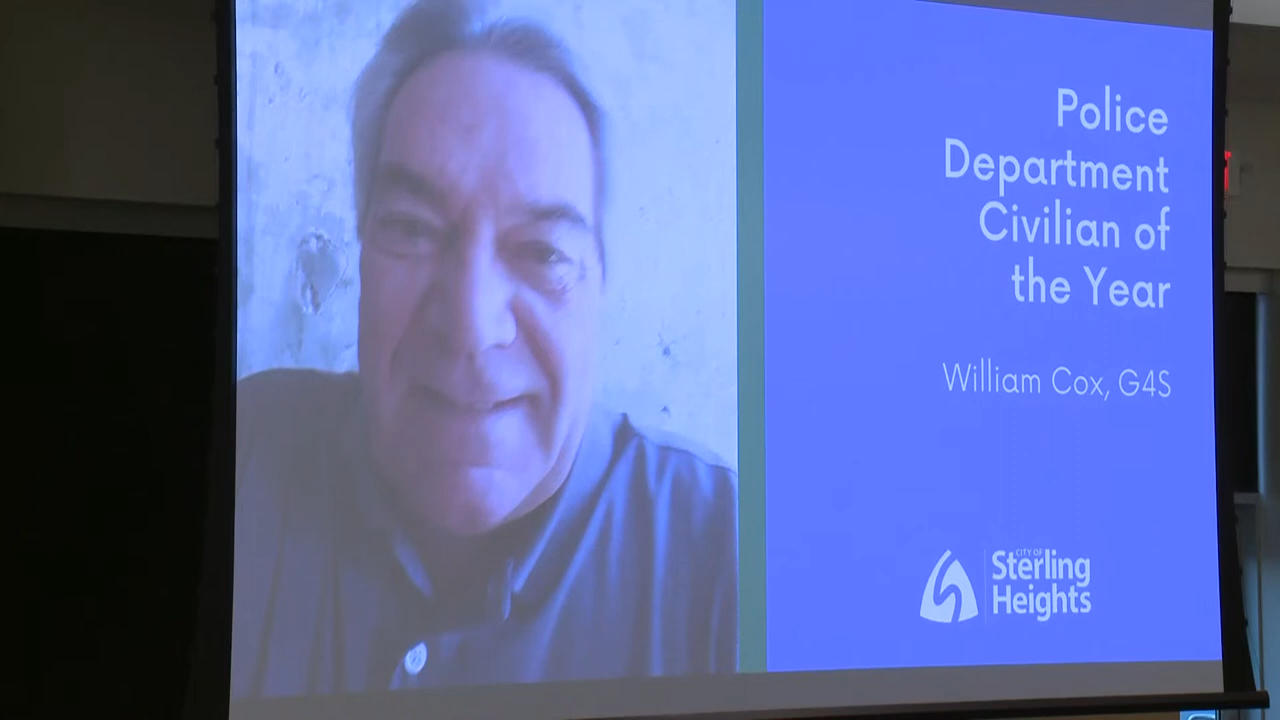 Police
Department
Civilian of
the Year
William Cox, G4S
CITY OF
Sterling
Heights